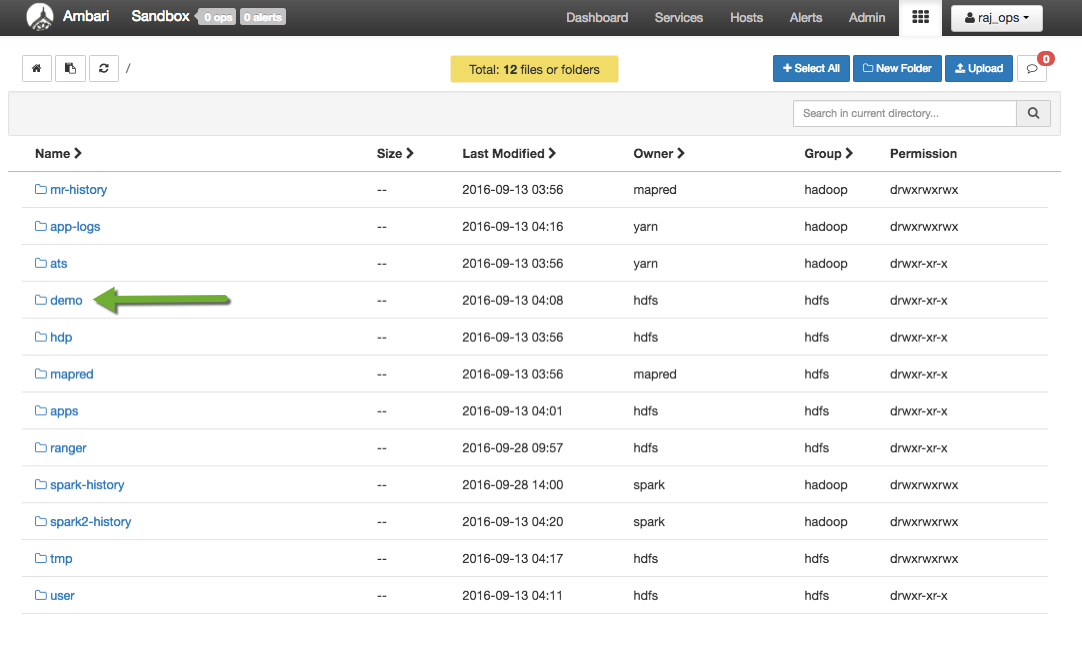 Ambari Sandbox 0 ops 0 alerts Dashboard Services Hosts Alerts Admin raj_ops
/ Total: 12 files or folders Select All New Folder Upload 0
Search in current directory...
Name Size Last Modified Owner Group Permission
mr-history -- 2016-09-13 03:56 mapred hadoop drwxrwxrwx
app-logs -- 2016-09-13 04:16 yarn hadoop drwxrwxrwx
ats -- 2016-09-13 03:56 yarn hadoop drwxr-xr-x
demo -- 2016-09-13 04:08 hdfs hdfs drwxr-xr-x
hdp -- 2016-09-13 03:56 hdfs hdfs drwxr-xr-x
mapred -- 2016-09-13 03:56 mapred hdfs drwxr-xr-x
apps -- 2016-09-13 04:01 hdfs hdfs drwxr-xr-x
ranger -- 2016-09-28 09:57 hdfs hdfs drwxr-xr-x
spark-history -- 2016-09-28 14:00 spark hadoop drwxrwxrwx
spark2-history -- 2016-09-13 04:20 spark hadoop drwxrwxrwx
tmp -- 2016-09-13 04:17 hdfs hdfs drwxrwxrwx
user -- 2016-09-13 04:11 hdfs hdfs drwxr-xr-x